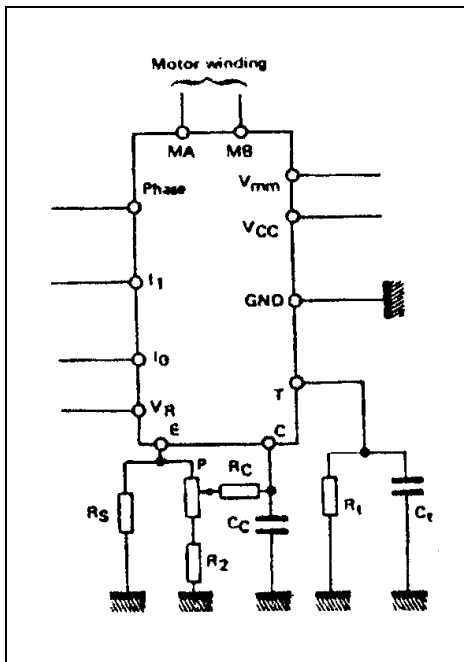 Motor winding
MA MB
Phase
Vmm
VCC
I1
GND
I0
T
VR
E C
P RC
RS
CC
R2
Rt
Ct